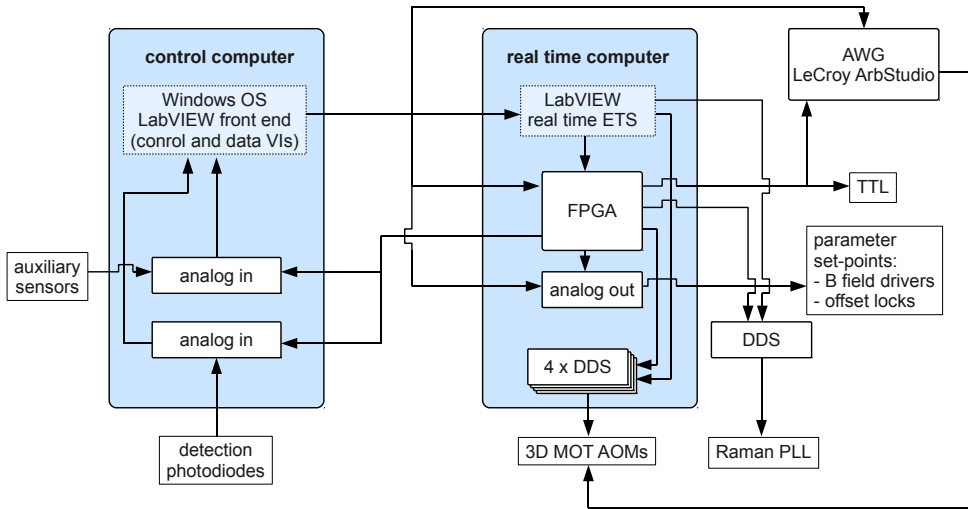 control computer
Windows OS
LabVIEW front end
(conrol and data VIs)
analog in
analog in
auxiliary
sensors
detection
photodiodes
real time computer
LabVIEW
real time ETS
FPGA
analog out
4 x DDS
3D MOT AOMs
AWG
LeCroy ArbStudio
TTL
parameter
set-points:
- B field drivers
- offset locks
DDS
Raman PLL